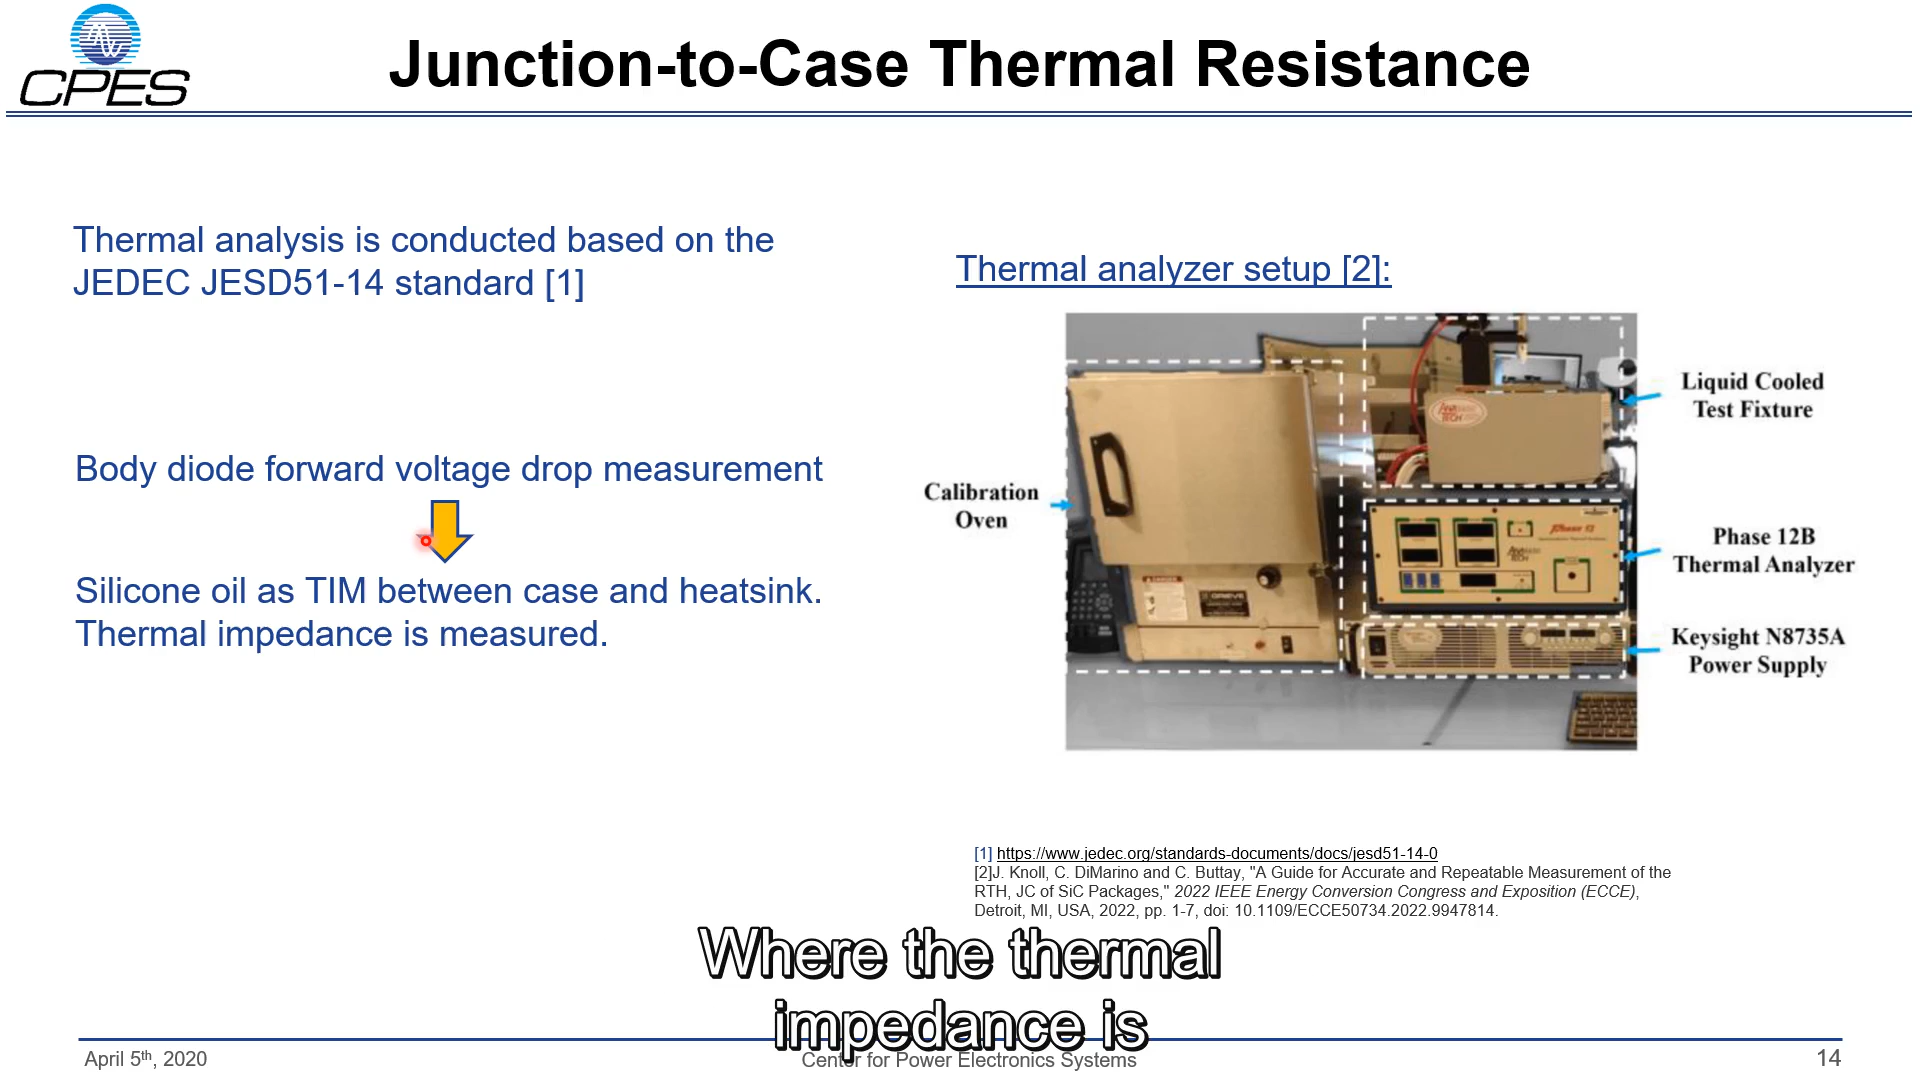 CPES
Junction-to-Case Thermal Resistance
Thermal analysis is conducted based on the
JEDEC JESD51-14 standard [1]
Body diode forward voltage drop measurement
Silicone oil as TIM between case and heatsink.
Thermal impedance is measured.
Thermal analyzer setup [2]:
Liquid Cooled
Test Fixture
Calibration
Oven
Phase 12B
Thermal Analyzer
Keysight N8735A
Power Supply
[1] https://www.jedec.org/standards-documents/docs/jesd51-14-0
[2]J. Knoll, C. DiMarino and C. Buttay, "A Guide for Accurate and Repeatable Measurement of the
RTH, JC of SiC Packages," 2022 IEEE Energy Conversion Congress and Exposition (ECCE),
Detroit, MI, USA, 2022, pp. 1-7, doi: 10.1109/ECCE50734.2022.9947814.
Where the thermal
impedance is
April 5th, 2020
Center for Power Electronics Systems
14